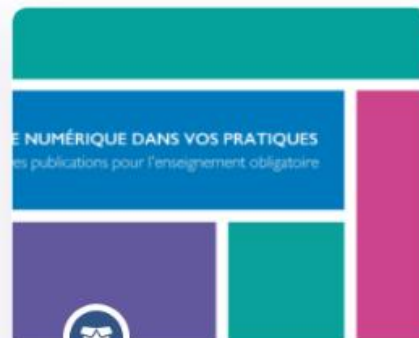 E NUMÉRIQUE DANS VOS PRATIQUES
es publications pour l'enseignement obligatoire